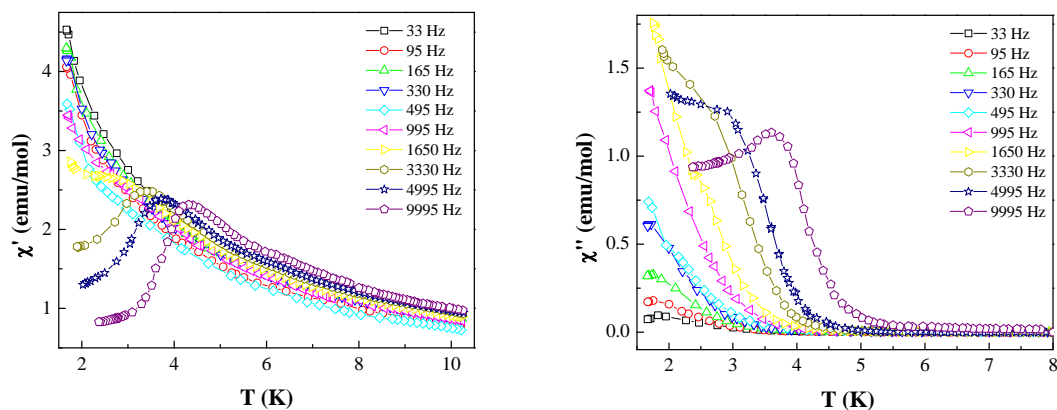 χ' (emu/mol)
4
3
2
1
2
4
6
8
10
T (K)
33 Hz
95 Hz
165 Hz
330 Hz
495 Hz
995 Hz
1650 Hz
3330 Hz
4995 Hz
9995 Hz
χ'' (emu/mol)
1.5
1.0
0.5
0.0
2
3
4
5
6
7
8
T (K)
33 Hz
95 Hz
165 Hz
330 Hz
495 Hz
995 Hz
1650 Hz
3330 Hz
4995 Hz
9995 Hz